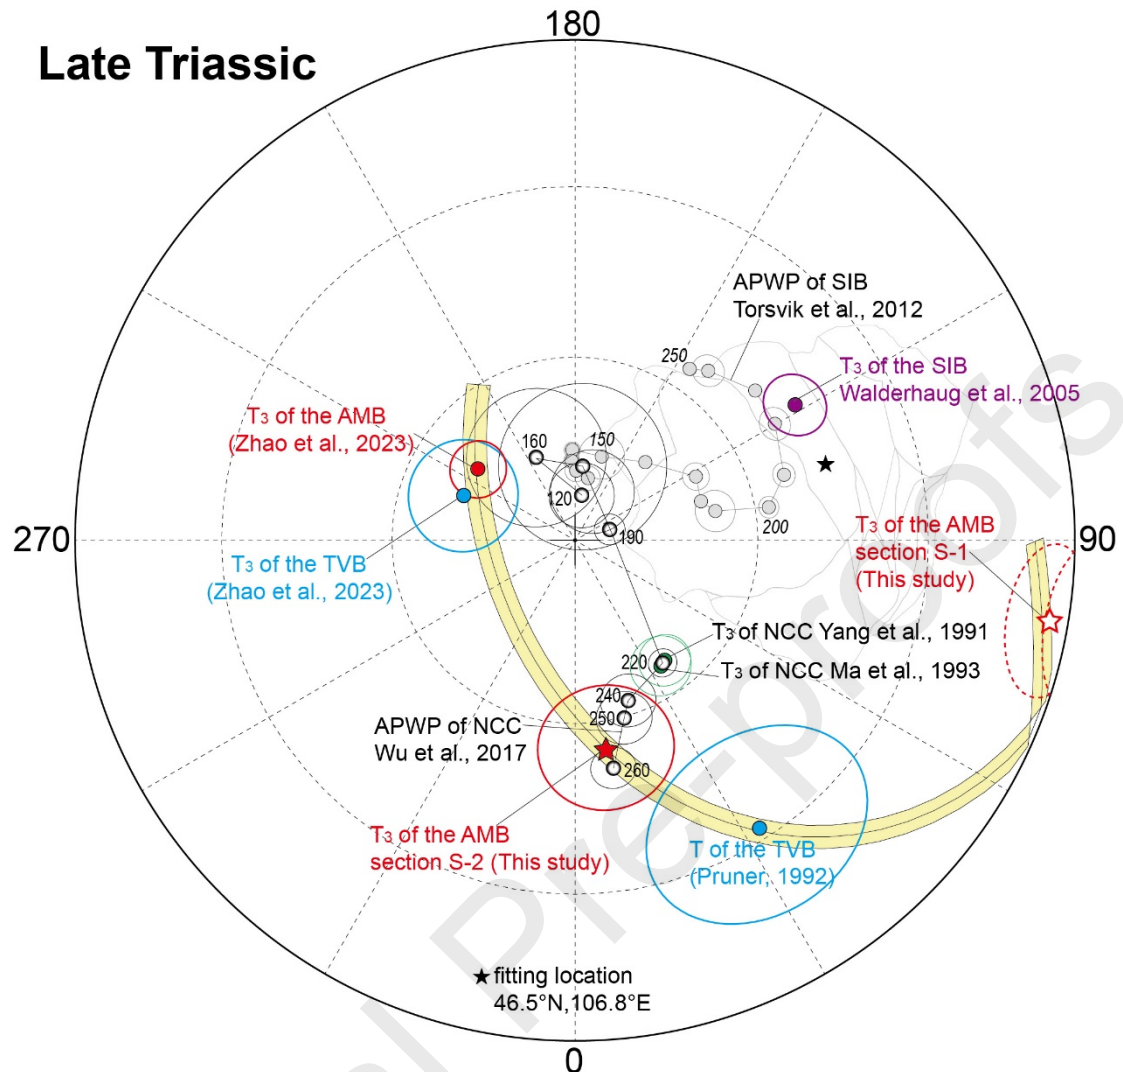 180
Late Triassic
APWP of SIB
Torsvik et al., 2012
250
T3 of the SIB
Walderhaug et al., 2005
T3 of the AMB
(Zhao et al., 2023)
160
150
120
190
200
T3 of the AMB
section S-1
(This study)
270
90
T3 of the TVB
(Zhao et al., 2023)
T3 of NCC Yang et al., 1991
220
T3 of NCC Ma et al., 1993
240
250
APWP of NCC
Wu et al., 2017
260
T3 of the AMB
section S-2 (This study)
T of the TVB
(Pruner, 1992)
fitting location
46.5°N,106.8°E
0
al Preproofs